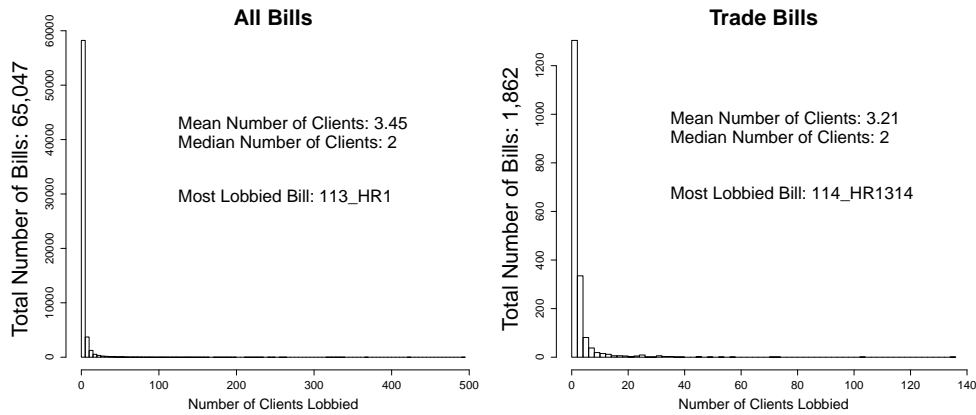 All Bills
Total Number of Bills: 65,047
60000
50000
40000
30000
20000
10000
0
Mean Number of Clients: 3.45
Median Number of Clients: 2
Most Lobbied Bill: 113_HR1
0 100 200 300 400 500
Number of Clients Lobbied
Trade Bills
Total Number of Bills: 1,862
1200
1000
800
600
400
200
0
Mean Number of Clients: 3.21
Median Number of Clients: 2
Most Lobbied Bill: 114_HR1314
0 20 40 60 80 100 120 140
Number of Clients Lobbied